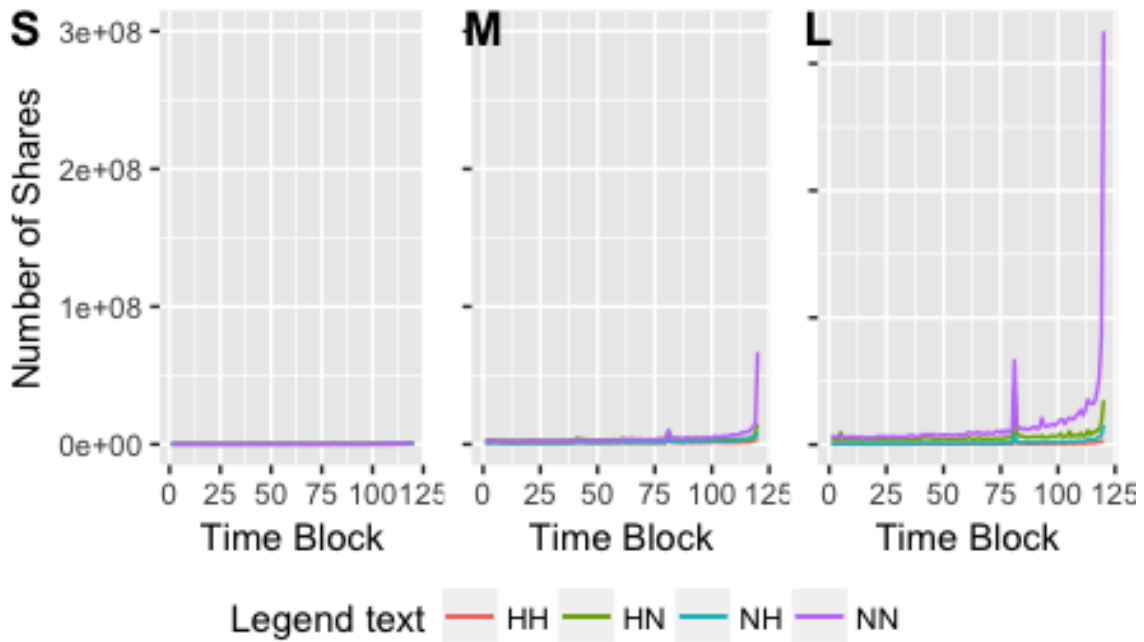 S M L
Number of Shares
3e+08
2e+08
1e+08
0e+00
0 25 50 75 100125 0 25 50 75 100 125 0 25 50 75 100 125
Time Block Time Block Time Block
Legend text HH HN NH NN